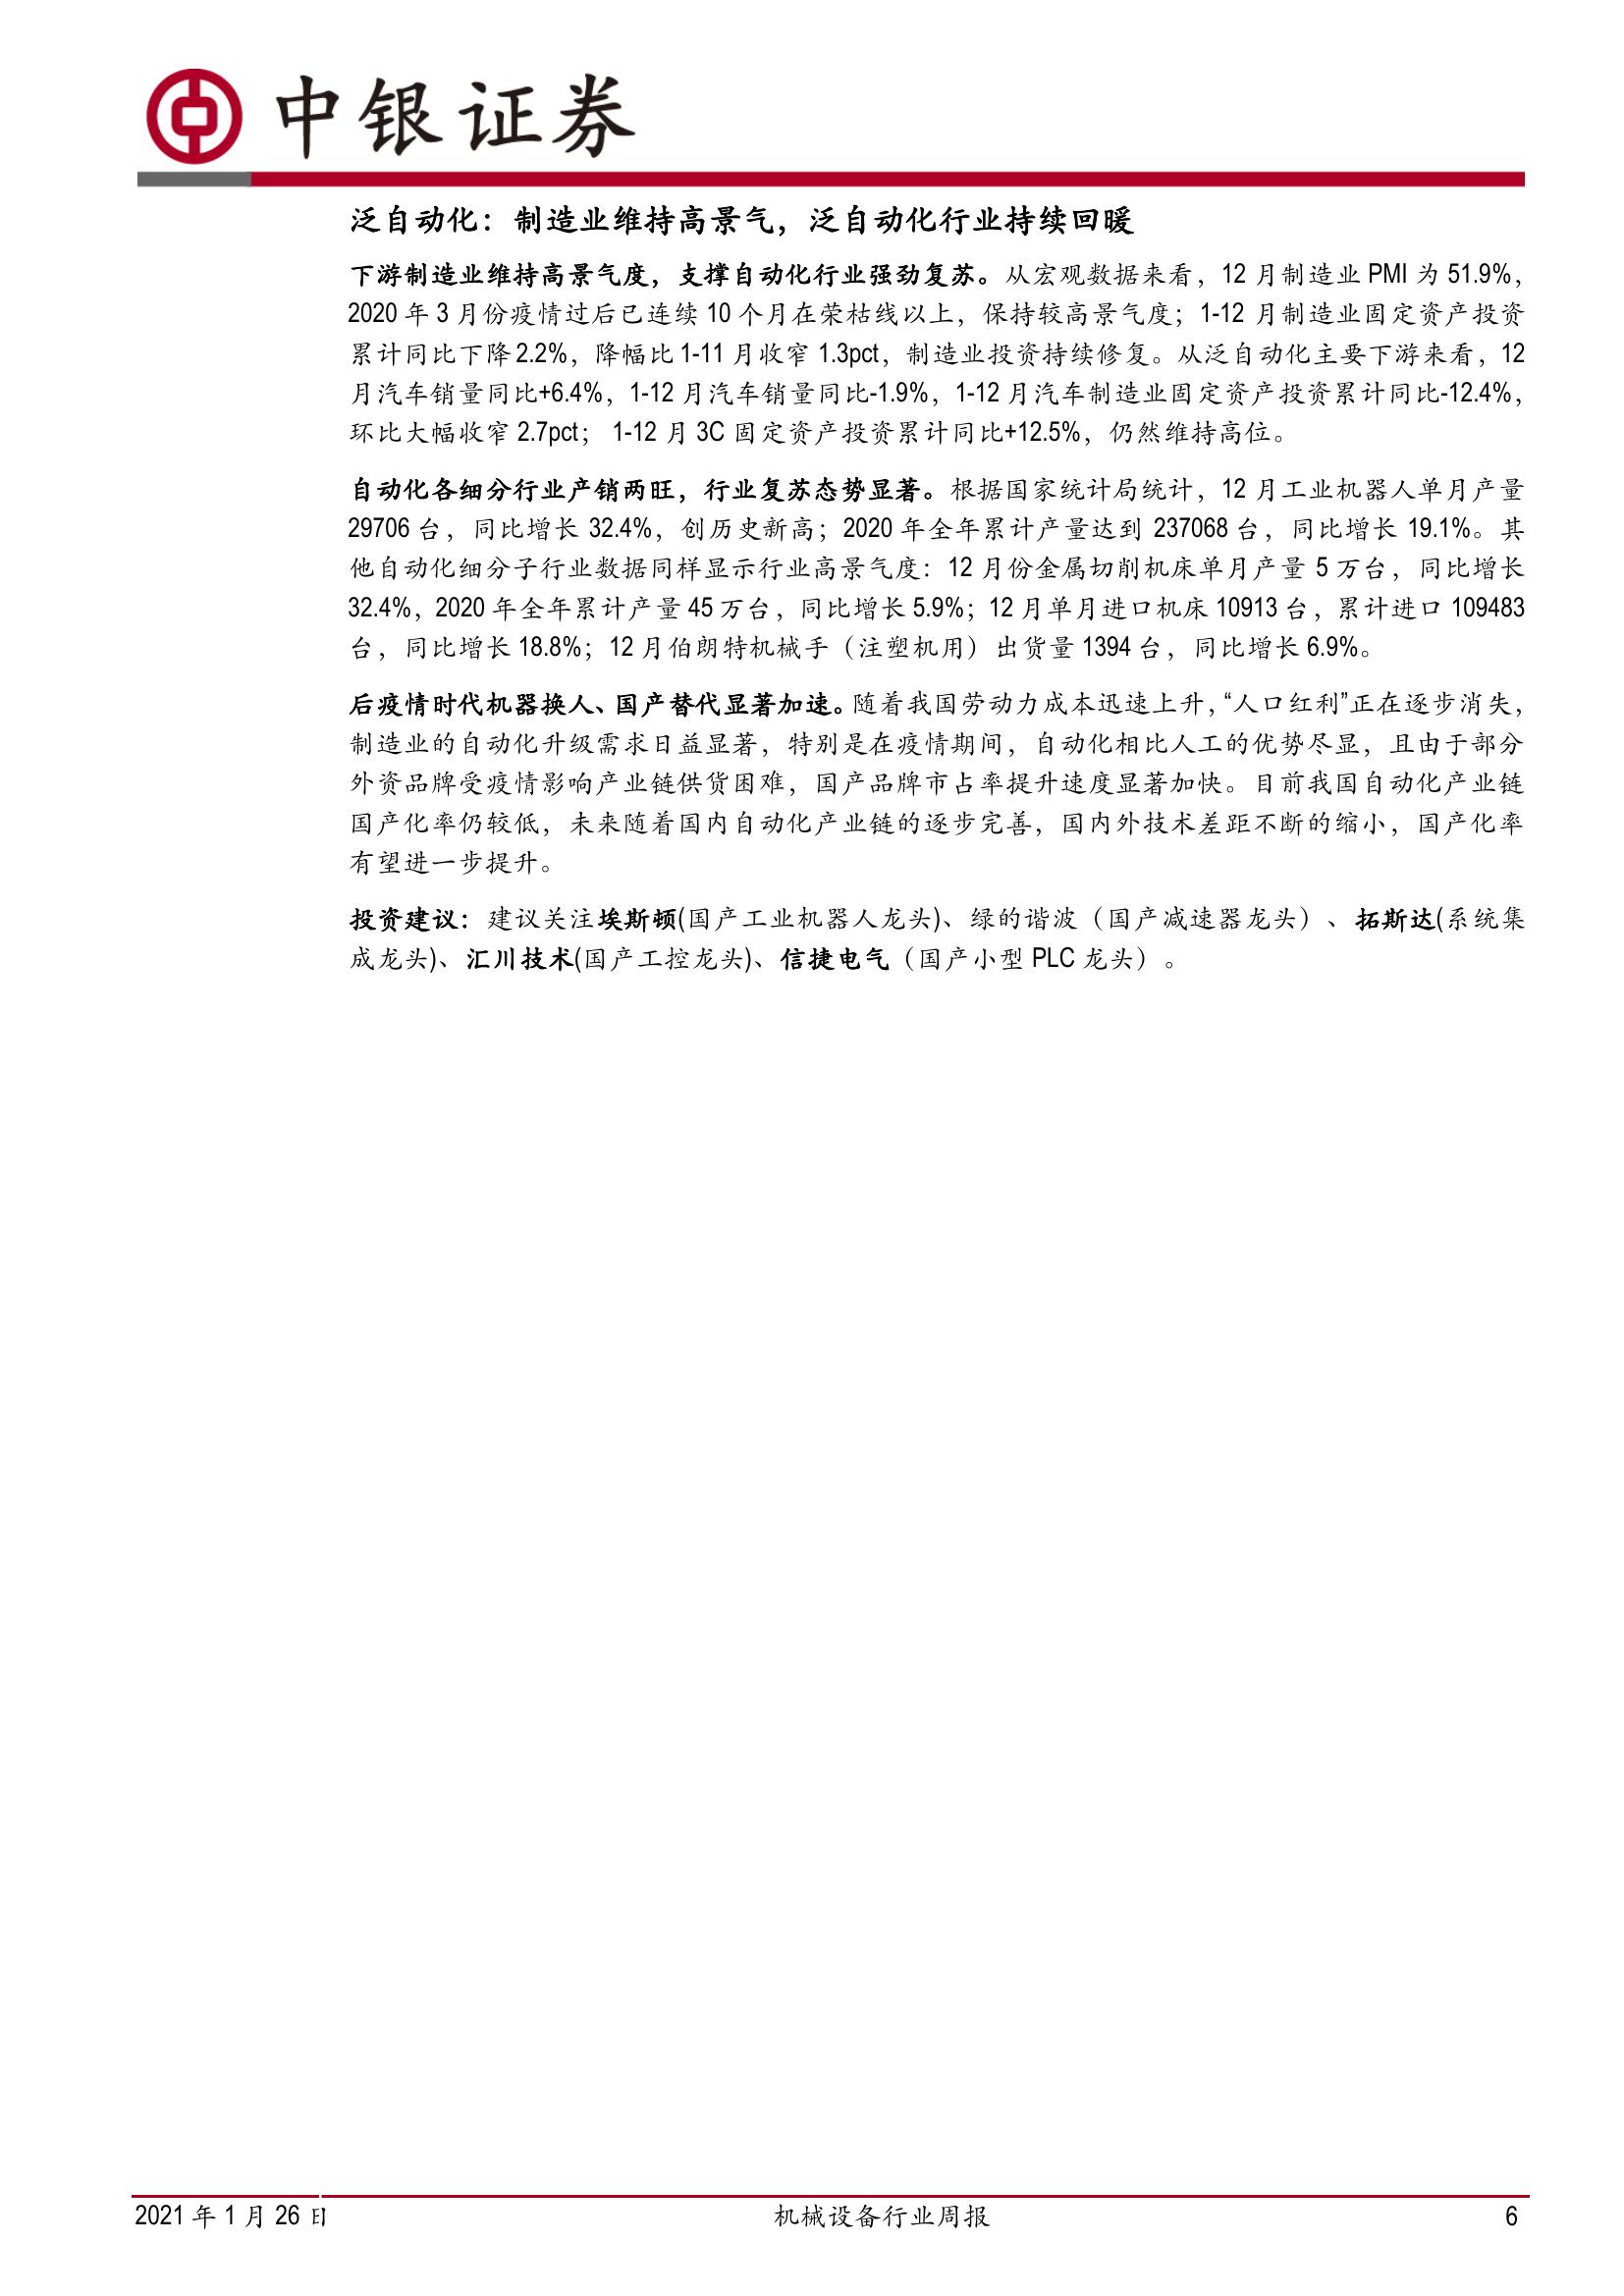 中银证券
泛自动化：制造业维持高景气，泛自动化行业持续回暖
下游制造业维持高景气度，支撑自动化行业强劲复苏。从宏观数据来看，12 月制造业 PMI 为 51.9%，
2020 年 3 月份疫情过后已连续 10 个月在荣枯线以上，保持较高景气度；1-12 月制造业固定资产投资
累计同比下降 2.2%，降幅比 1-11 月收窄 1.3pct，制造业投资持续修复。从泛自动化主要下游来看，12
月汽车销量同比+6.4%，1-12 月汽车销量同比-1.9%，1-12 月汽车制造业固定资产投资累计同比-12.4%，
环比大幅收窄 2.7pct； 1-12 月 3C 固定资产投资累计同比+12.5%，仍然维持高位。
自动化各细分行业产销两旺，行业复苏态势显著。根据国家统计局统计，12 月工业机器人单月产量
29706 台，同比增长 32.4%，创历史新高；2020 年全年累计产量达到 237068 台，同比增长 19.1%。其
他自动化细分子行业数据同样显示行业高景气度：12 月份金属切削机床单月产量 5 万台，同比增长
32.4%，2020 年全年累计产量 45 万台，同比增长 5.9%；12 月单月进口机床 10913 台，累计进口 109483
台，同比增长 18.8%；12 月伯朗特机械手（注塑机用）出货量 1394 台，同比增长 6.9%。
后疫情时代机器换人、国产替代显著加速。随着我国劳动力成本迅速上升，“人口红利”正在逐步消失，
制造业的自动化升级需求日益显著，特别是在疫情期间，自动化相比人工的优势尽显，且由于部分
外资品牌受疫情影响产业链供货困难，国产品牌市占率提升速度显著加快。目前我国自动化产业链
国产化率仍较低，未来随着国内自动化产业链的逐步完善，国内外技术差距不断的缩小，国产化率
有望进一步提升。
投资建议：建议关注埃斯顿(国产工业机器人龙头)、绿的谐波（国产减速器龙头）、拓斯达(系统集
成龙头)、汇川技术(国产工控龙头)、信捷电气（国产小型 PLC 龙头）。
2021 年 1 月 26 日
机械设备行业周报
6